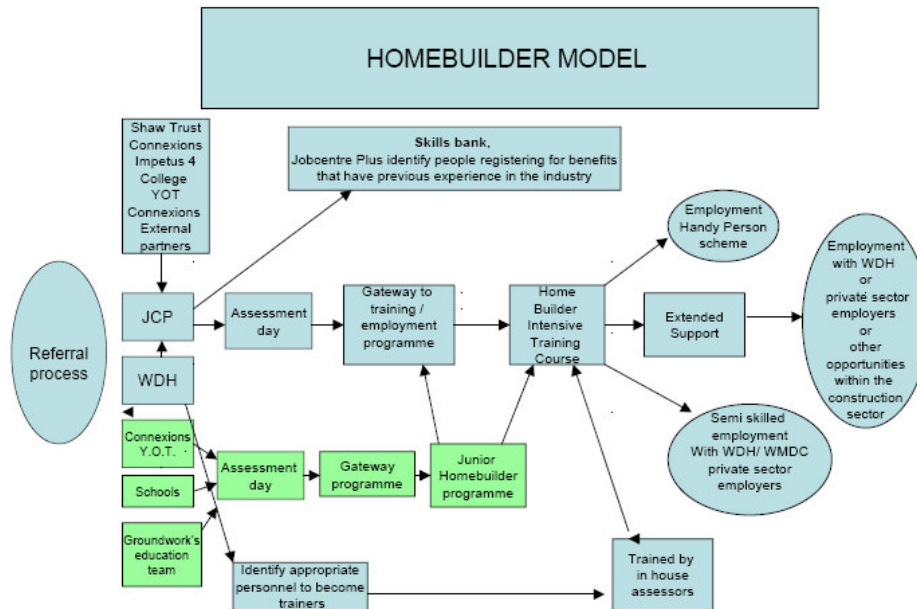 HOMEBUILDER MODEL
Shaw Trust
Connexions
Impetus 4
College
YOT
Connexions
External
partners
Skills bank,
Jobcentre Plus identify people registering for benefits
that have previous experience in the industry
Employment
Handy Person
scheme
Employment
with WDH
or
private sector
employers
or
other
opportunities
within the
construction
sector
Referral
process
JCP
Assessment
day
Gateway to
training /
employment
programme
Home
Builder
Intensive
Training
Course
Extended
Support
WDH
Semi skilled
employment
With WDH/ WMDC
private sector
employers
Connexions
Y.O.T.
Schools
Groundwork's
education
team
Assessment
day
Gateway
programme
Junior
Homebuilder
programme
Identify appropriate
personnel to become
trainers
Trained by
in house
assessors